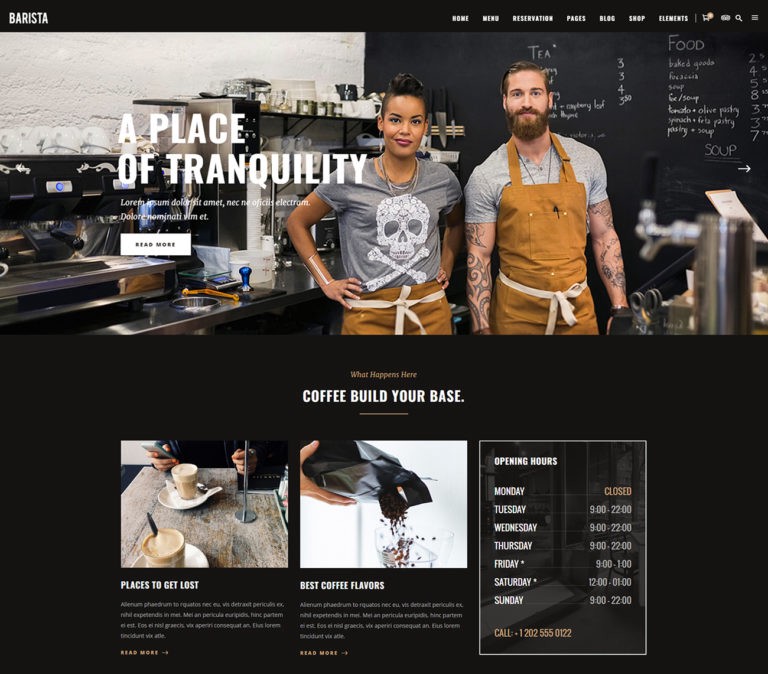 BARISTA
HOME MENU RESERVATION PAGES BLOG SHOP ELEMENTS
TEA
3
3
4
3
FOOD
baked goods
focaccia
soup
tomato + olive pastry
spinach + feta pastry
pastry + soup
SOUP
A PLACE
OF TRANQUILITY
Lorem ipsum dolor sit amet, nec ne oficiis electram.
Dolore nominati vim et.
READ MORE
What Happens Here
COFFEE BUILD YOUR BASE.
PLACES TO GET LOST
Alienum phaedrum to rquatos nec eu, vis detraxit periculis ex,
nihil expetendis in mei. Mei an pericula euripidis, hinc partem
ei est. Eos ei nisl graecis, vix aperiri consequat an. Eius lorem
tincidunt vix atle.
READ MORE
BEST COFFEE FLAVORS
Alienum phaedrum to rquatos nec eu, vis detraxit periculis ex,
nihil expetendis in mei. Mei an pericula euripidis, hinc partem
ei est. Eos ei nisl graecis, vix aperiri consequat an. Eius lorem
tincidunt vix atle.
READ MORE
OPENING HOURS
MONDAY CLOSED
TUESDAY 9:00 - 22:00
WEDNESDAY 9:00 - 22:00
THURSDAY 9:00 - 22:00
FRIDAY * 9:00 - 1:00
SATURDAY * 12:00 - 01:00
SUNDAY 9:00 - 22:00
CALL: + 1 202 555 0122